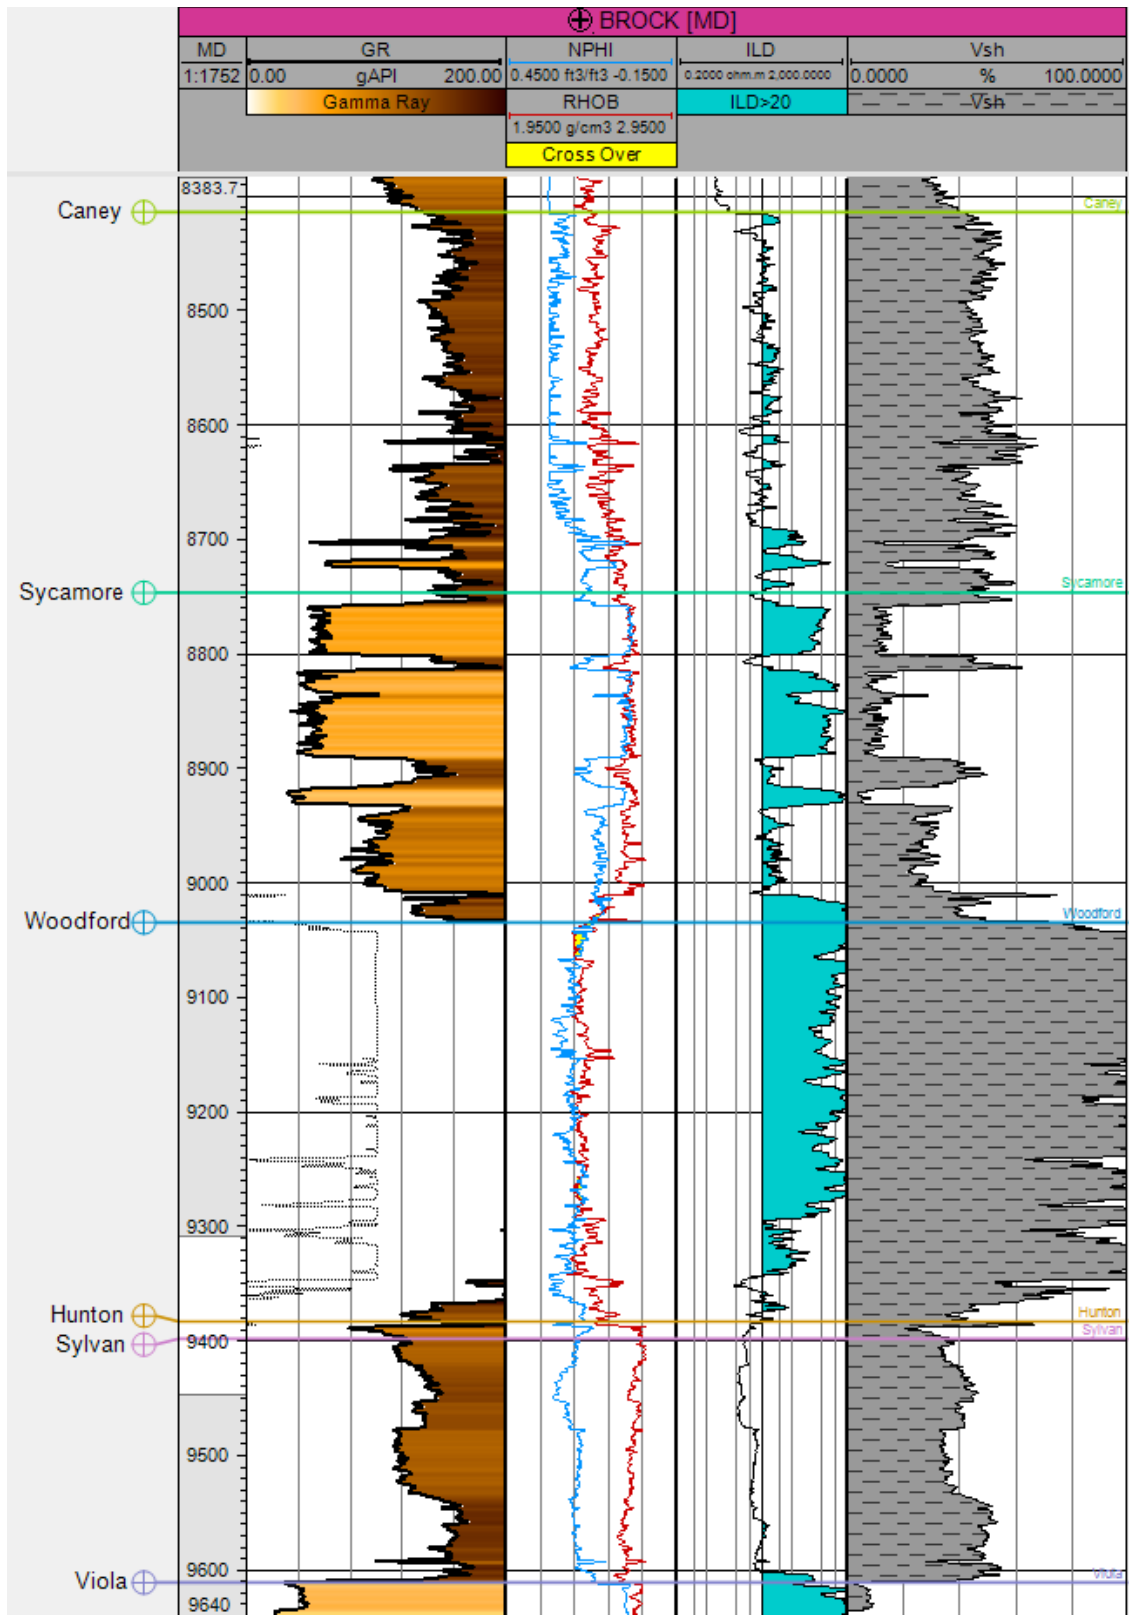 BROCK [MD]
MD GR NPHI ILD Vsh
1:1752 0.00 gAPI 200.00 0.4500 ft3/ft3 -0.1500 0.2000 ohm.m 2,000.0000 0.0000 % 100.0000
Gamma Ray RHOB ILD>20 Vsh
1.9500 g/cm3 2.9500
Cross Over
8383.7
Caney Caney
8500
8600
8700
Sycamore Sycamore
8800
8900
9000
Woodford Woodford
9100
9200
9300
Hunton Hunton
Sylvan Sylvan
9400
9500
9600
Viola Viola
9640